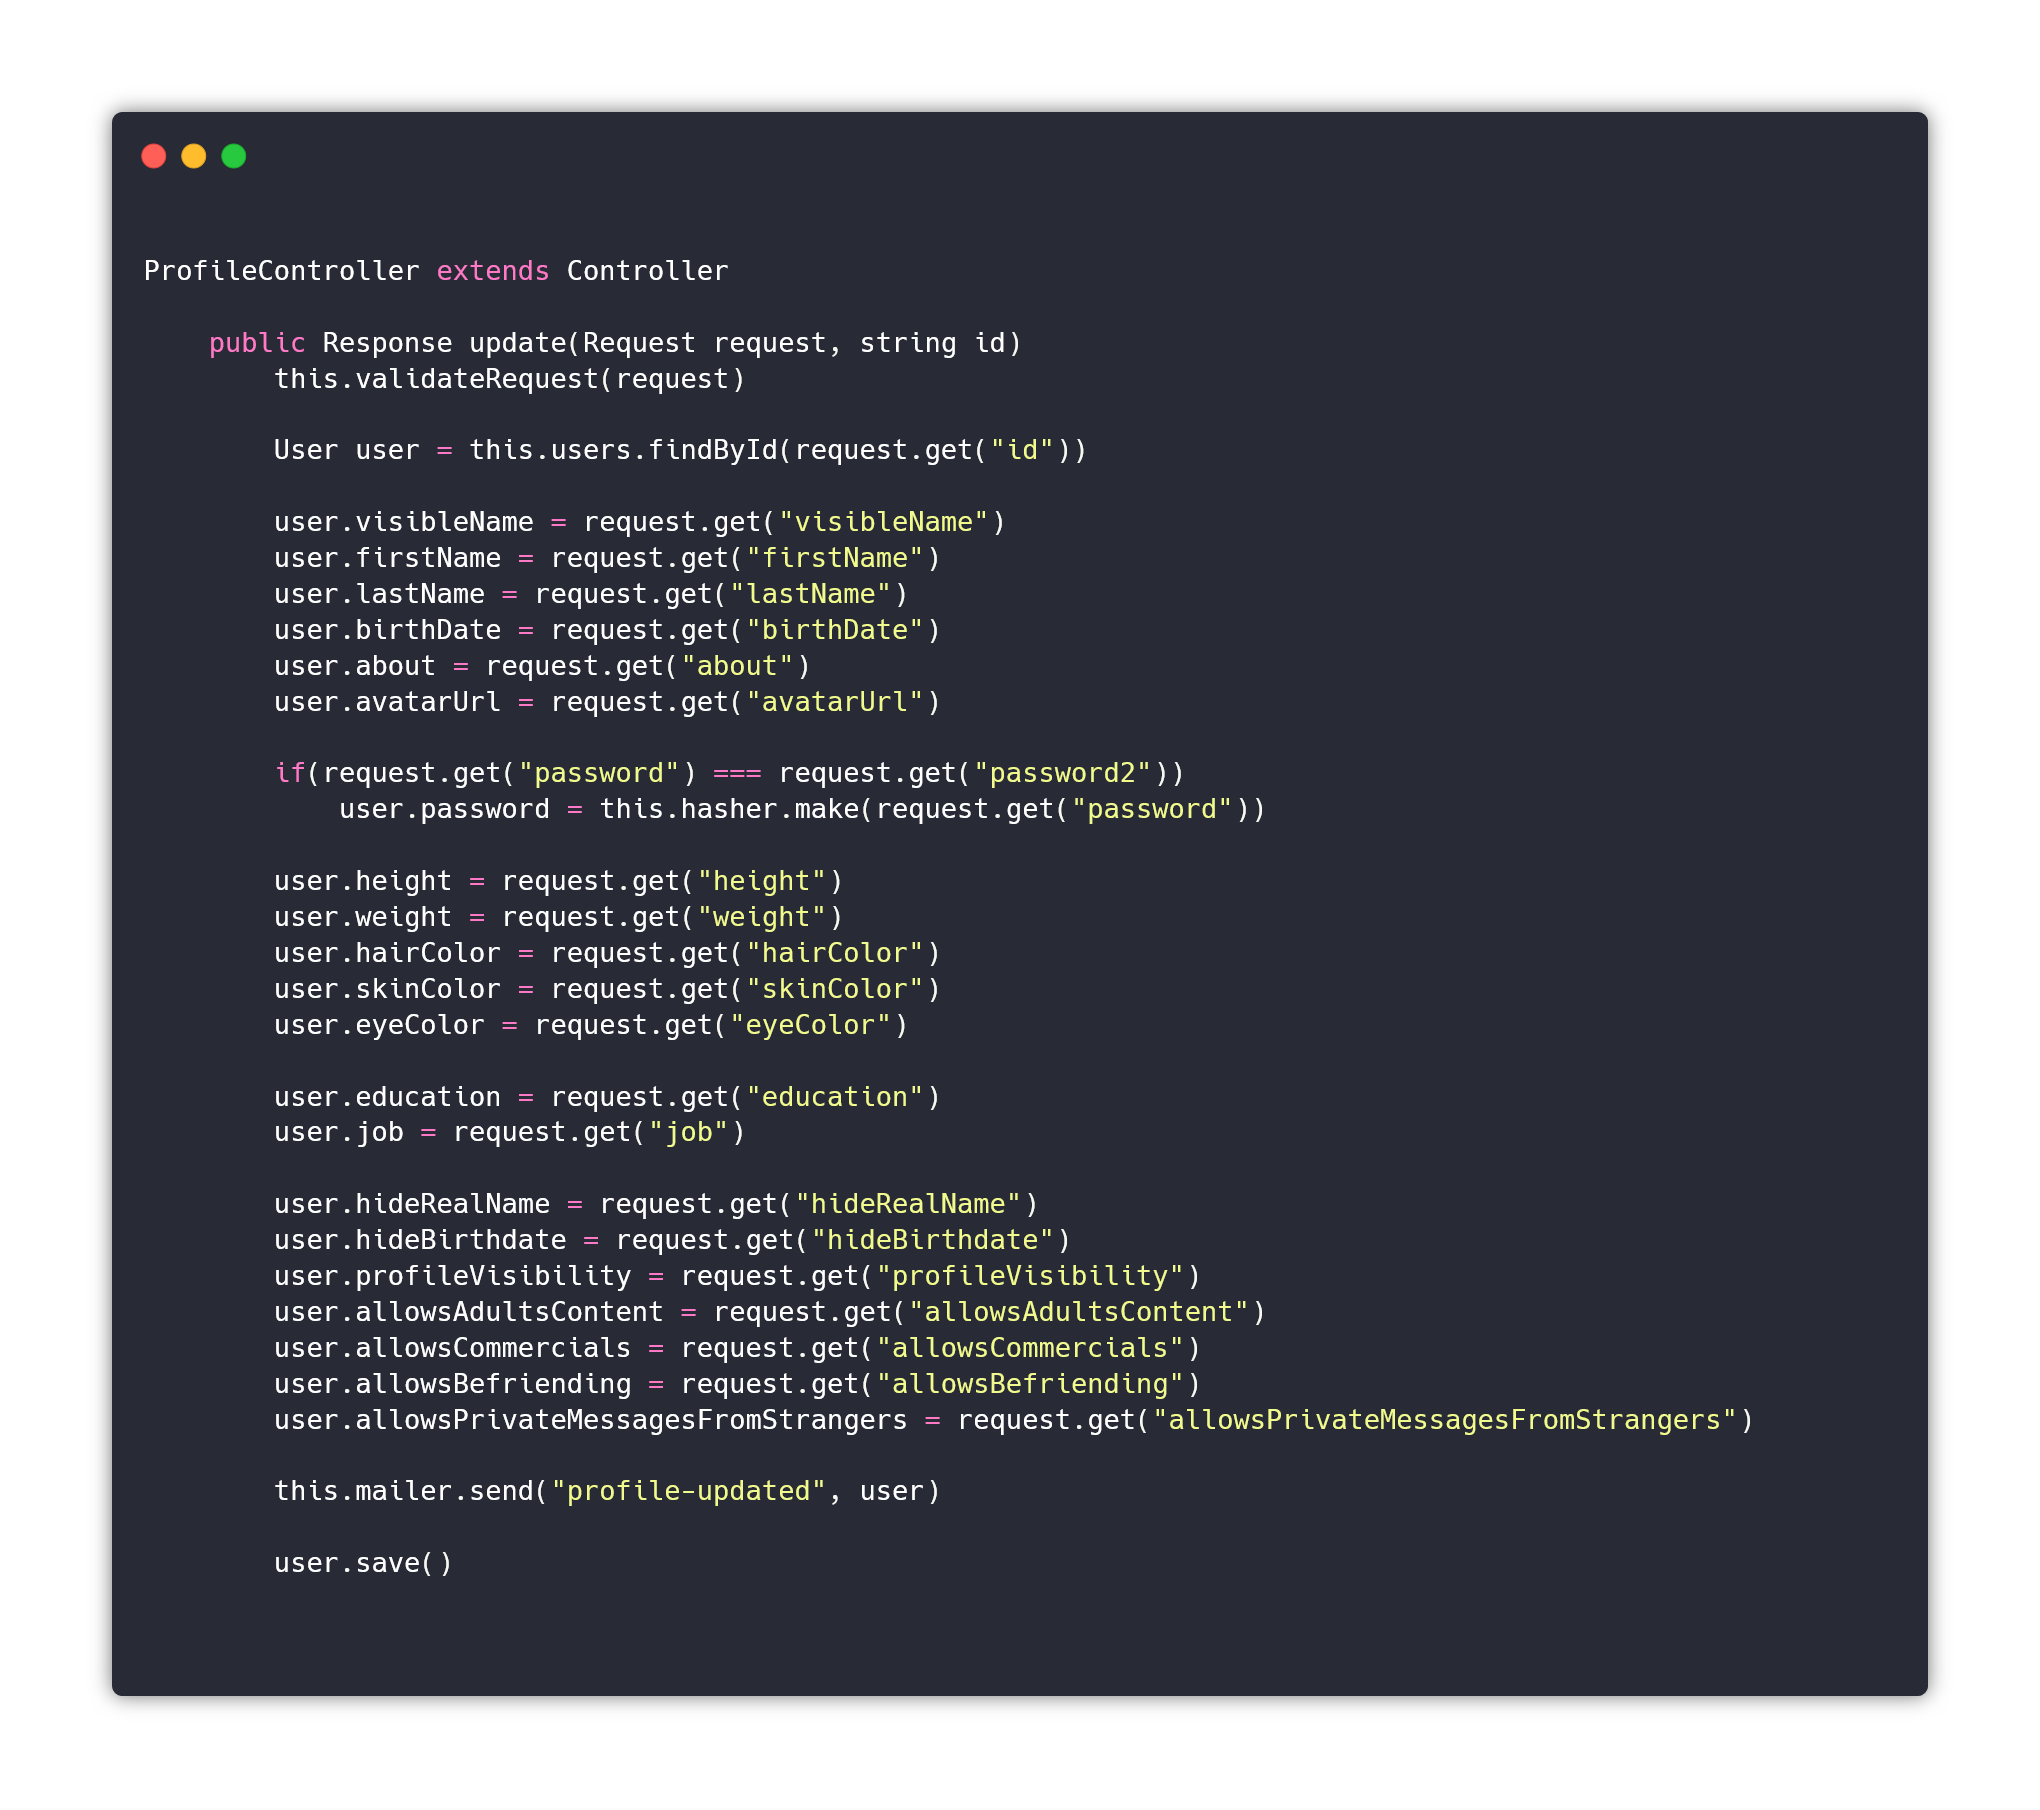 ProfileController extends Controller
public Response update(Request request, string id)
this.validateRequest(request)
User user = this.users.findById(request.get("id"))
user.visibleName = request.get("visibleName")
user.firstName = request.get("firstName")
user.lastName = request.get("lastName")
user.birthDate = request.get("birthDate")
user.about = request.get("about")
user.avatarUrl = request.get("avatarUrl")
if(request.get("password") === request.get("password2"))
user.password = this.hasher.make(request.get("password"))
user.height = request.get("height")
user.weight = request.get("weight")
user.hairColor = request.get("hairColor")
user.skinColor = request.get("skinColor")
user.eyeColor = request.get("eyeColor")
user.education = request.get("education")
user.job = request.get("job")
user.hideRealName = request.get("hideRealName")
user.hideBirthdate = request.get("hideBirthdate")
user.profileVisibility = request.get("profileVisibility")
user.allowsAdultsContent = request.get("allowsAdultsContent")
user.allowsCommercials = request.get("allowsCommercials")
user.allowsBefriending = request.get("allowsBefriending")
user.allowsPrivateMessagesFromStrangers = request.get("allowsPrivateMessagesFromStrangers")
this.mailer.send("profile-updated", user)
user.save()